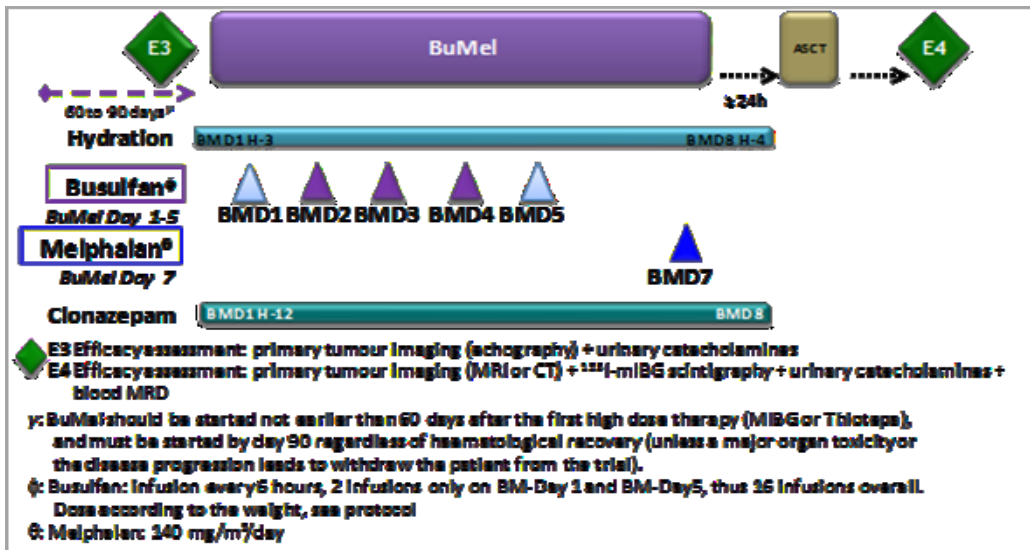 E3
BuMel
ASCT
E4
60 to 90 daysγ
≥24h
Hydration
BMD1 H-3
BMD8 H-4
Busulfanɸ
BuMel Day 1-5
BMD1
BMD2
BMD3
BMD4
BMD5
Melphalanθ
BuMel Day 7
BMD7
Clonazepam
BMD1 H-12
BMD8
E3 Efficacy assessment: primary tumour imaging (echography) + urinary catecholamines
E4 Efficacy assessment: primary tumour imaging (MRI or CT) + ¹²³I-mIBG scintigraphy + urinary catecholamines +
blood MRD
γ: BuMel should be started not earlier than 60 days after the first high dose therapy (MIBG or Thiotepa),
and must be started by day 90 regardless of haematological recovery (unless a major organ toxicity or
the disease progression leads to withdraw the patient from the trial).
ɸ: Busulfan: infusion every 6 hours, 2 infusions only on BM-Day 1 and BM-Day5, thus 16 infusions overall.
Dose according to the weight, see protocol
θ: Melphalan: 140 mg/m²/day